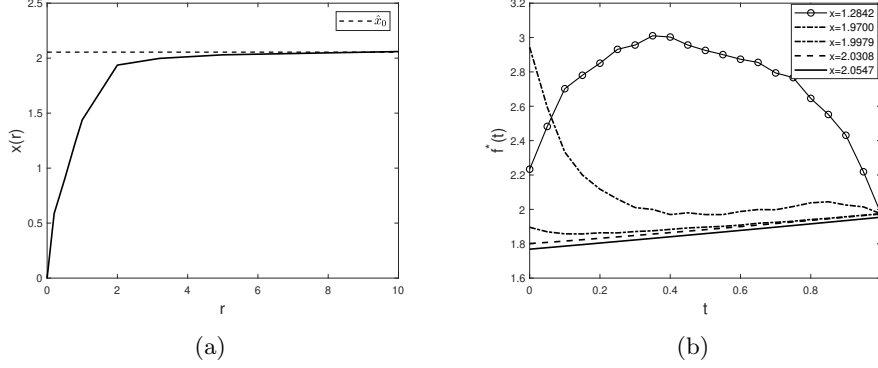 2.5
2
1.5
1
0.5
0
0 2 4 6 8 10
x(r)
r
x̂₀
(a)
3.2
3
2.8
2.6
2.4
2.2
2
1.8
1.6
0 0.2 0.4 0.6 0.8
f*(t)
t
x=1.2842
x=1.9700
x=1.9979
x=2.0308
x=2.0547
(b)